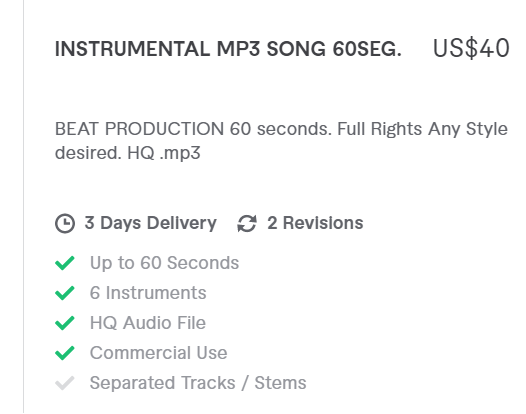 INSTRUMENTAL MP3 SONG 60SEG. US$40
BEAT PRODUCTION 60 seconds. Full Rights Any Style
desired. HQ .mp3
3 Days Delivery 2 Revisions
Up to 60 Seconds
6 Instruments
HQ Audio File
Commercial Use
Separated Tracks / Stems